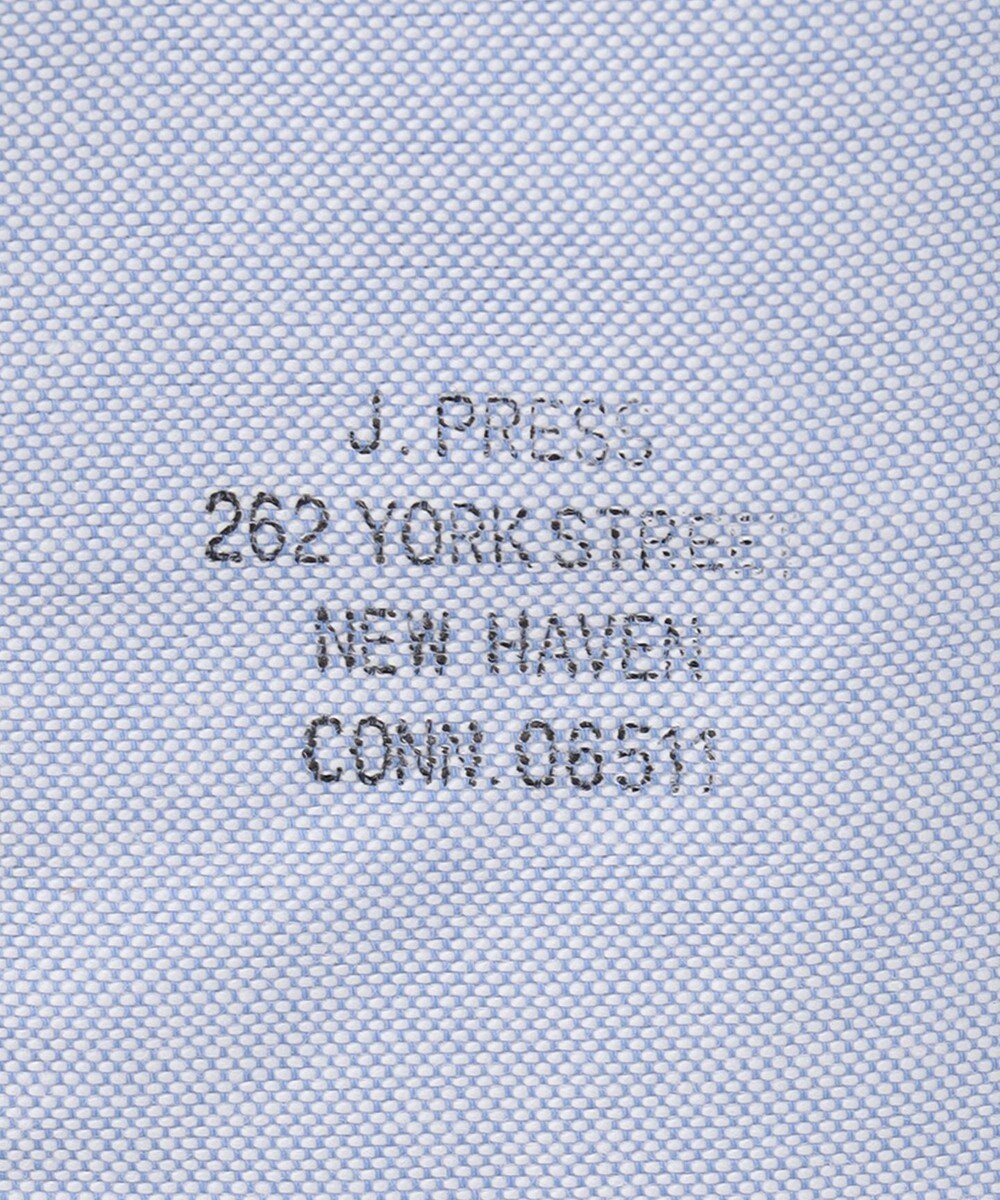 J. PRESS
262 YORK STREET
NEW HAVEN
CONN. 06511